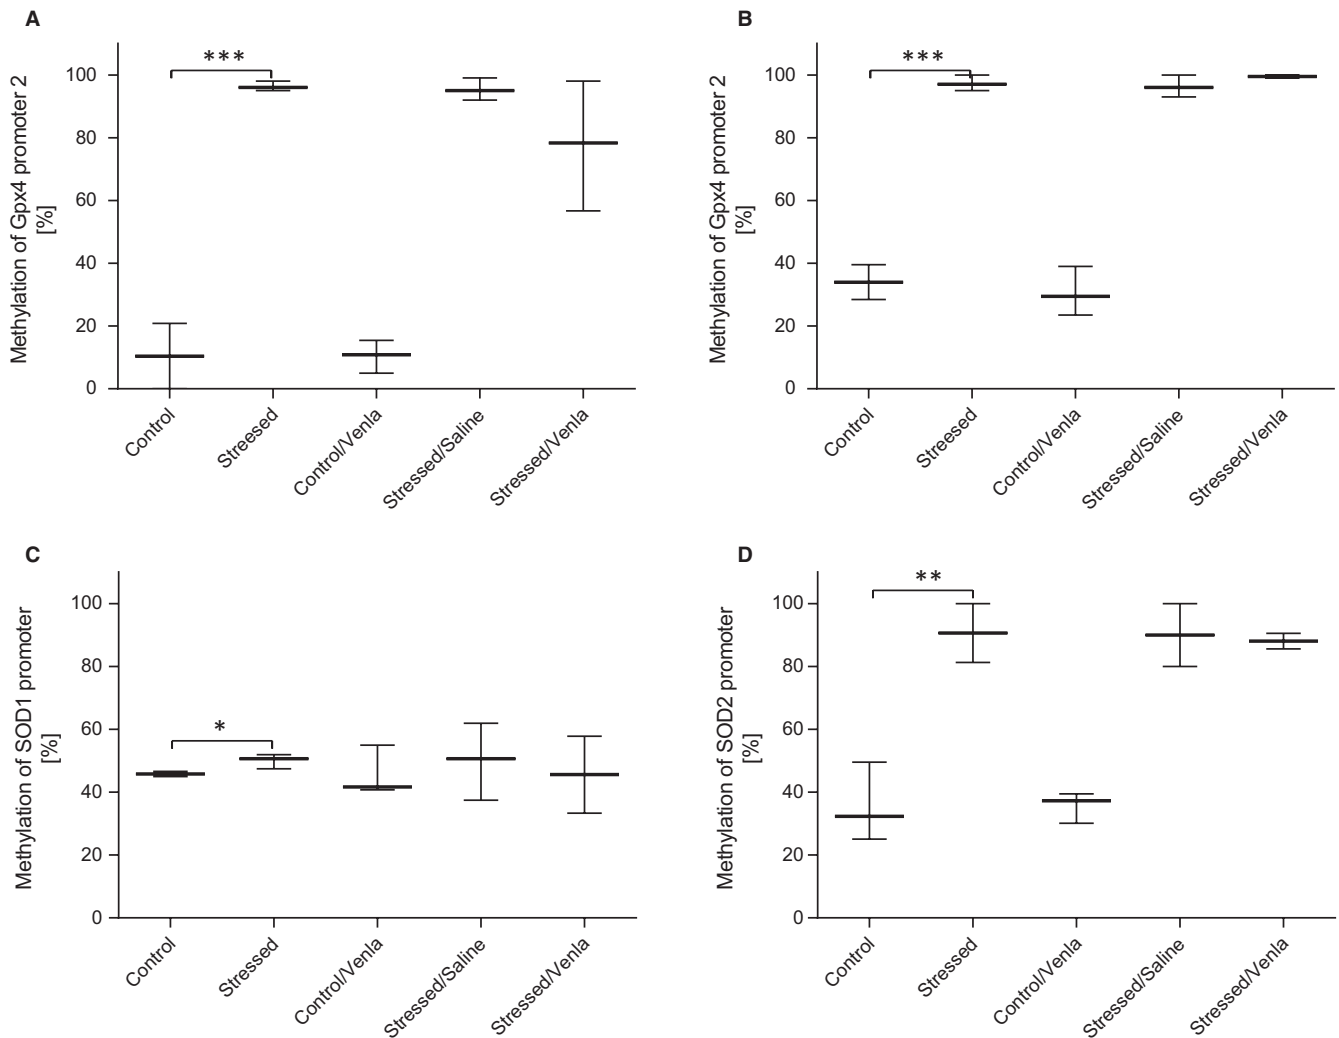 A
Methylation of Gpx4 promoter 2
[%]
100
80
60
40
20
0
***
Control
Streesed
Control/Venla
Stressed/Saline
Stressed/Venla
B
Methylation of Gpx4 promoter 2
[%]
100
80
60
40
20
0
***
Control
Streesed
Control/Venla
Stressed/Saline
Stressed/Venla
C
Methylation of SOD1 promoter
[%]
100
80
60
40
20
0
*
Control
Stressed
Control/Venla
Stressed/Saline
Stressed/Venla
D
Methylation of SOD2 promoter
[%]
100
80
60
40
20
0
**
Control
Stressed
Control/Venla
Stressed/Saline
Stressed/Venla